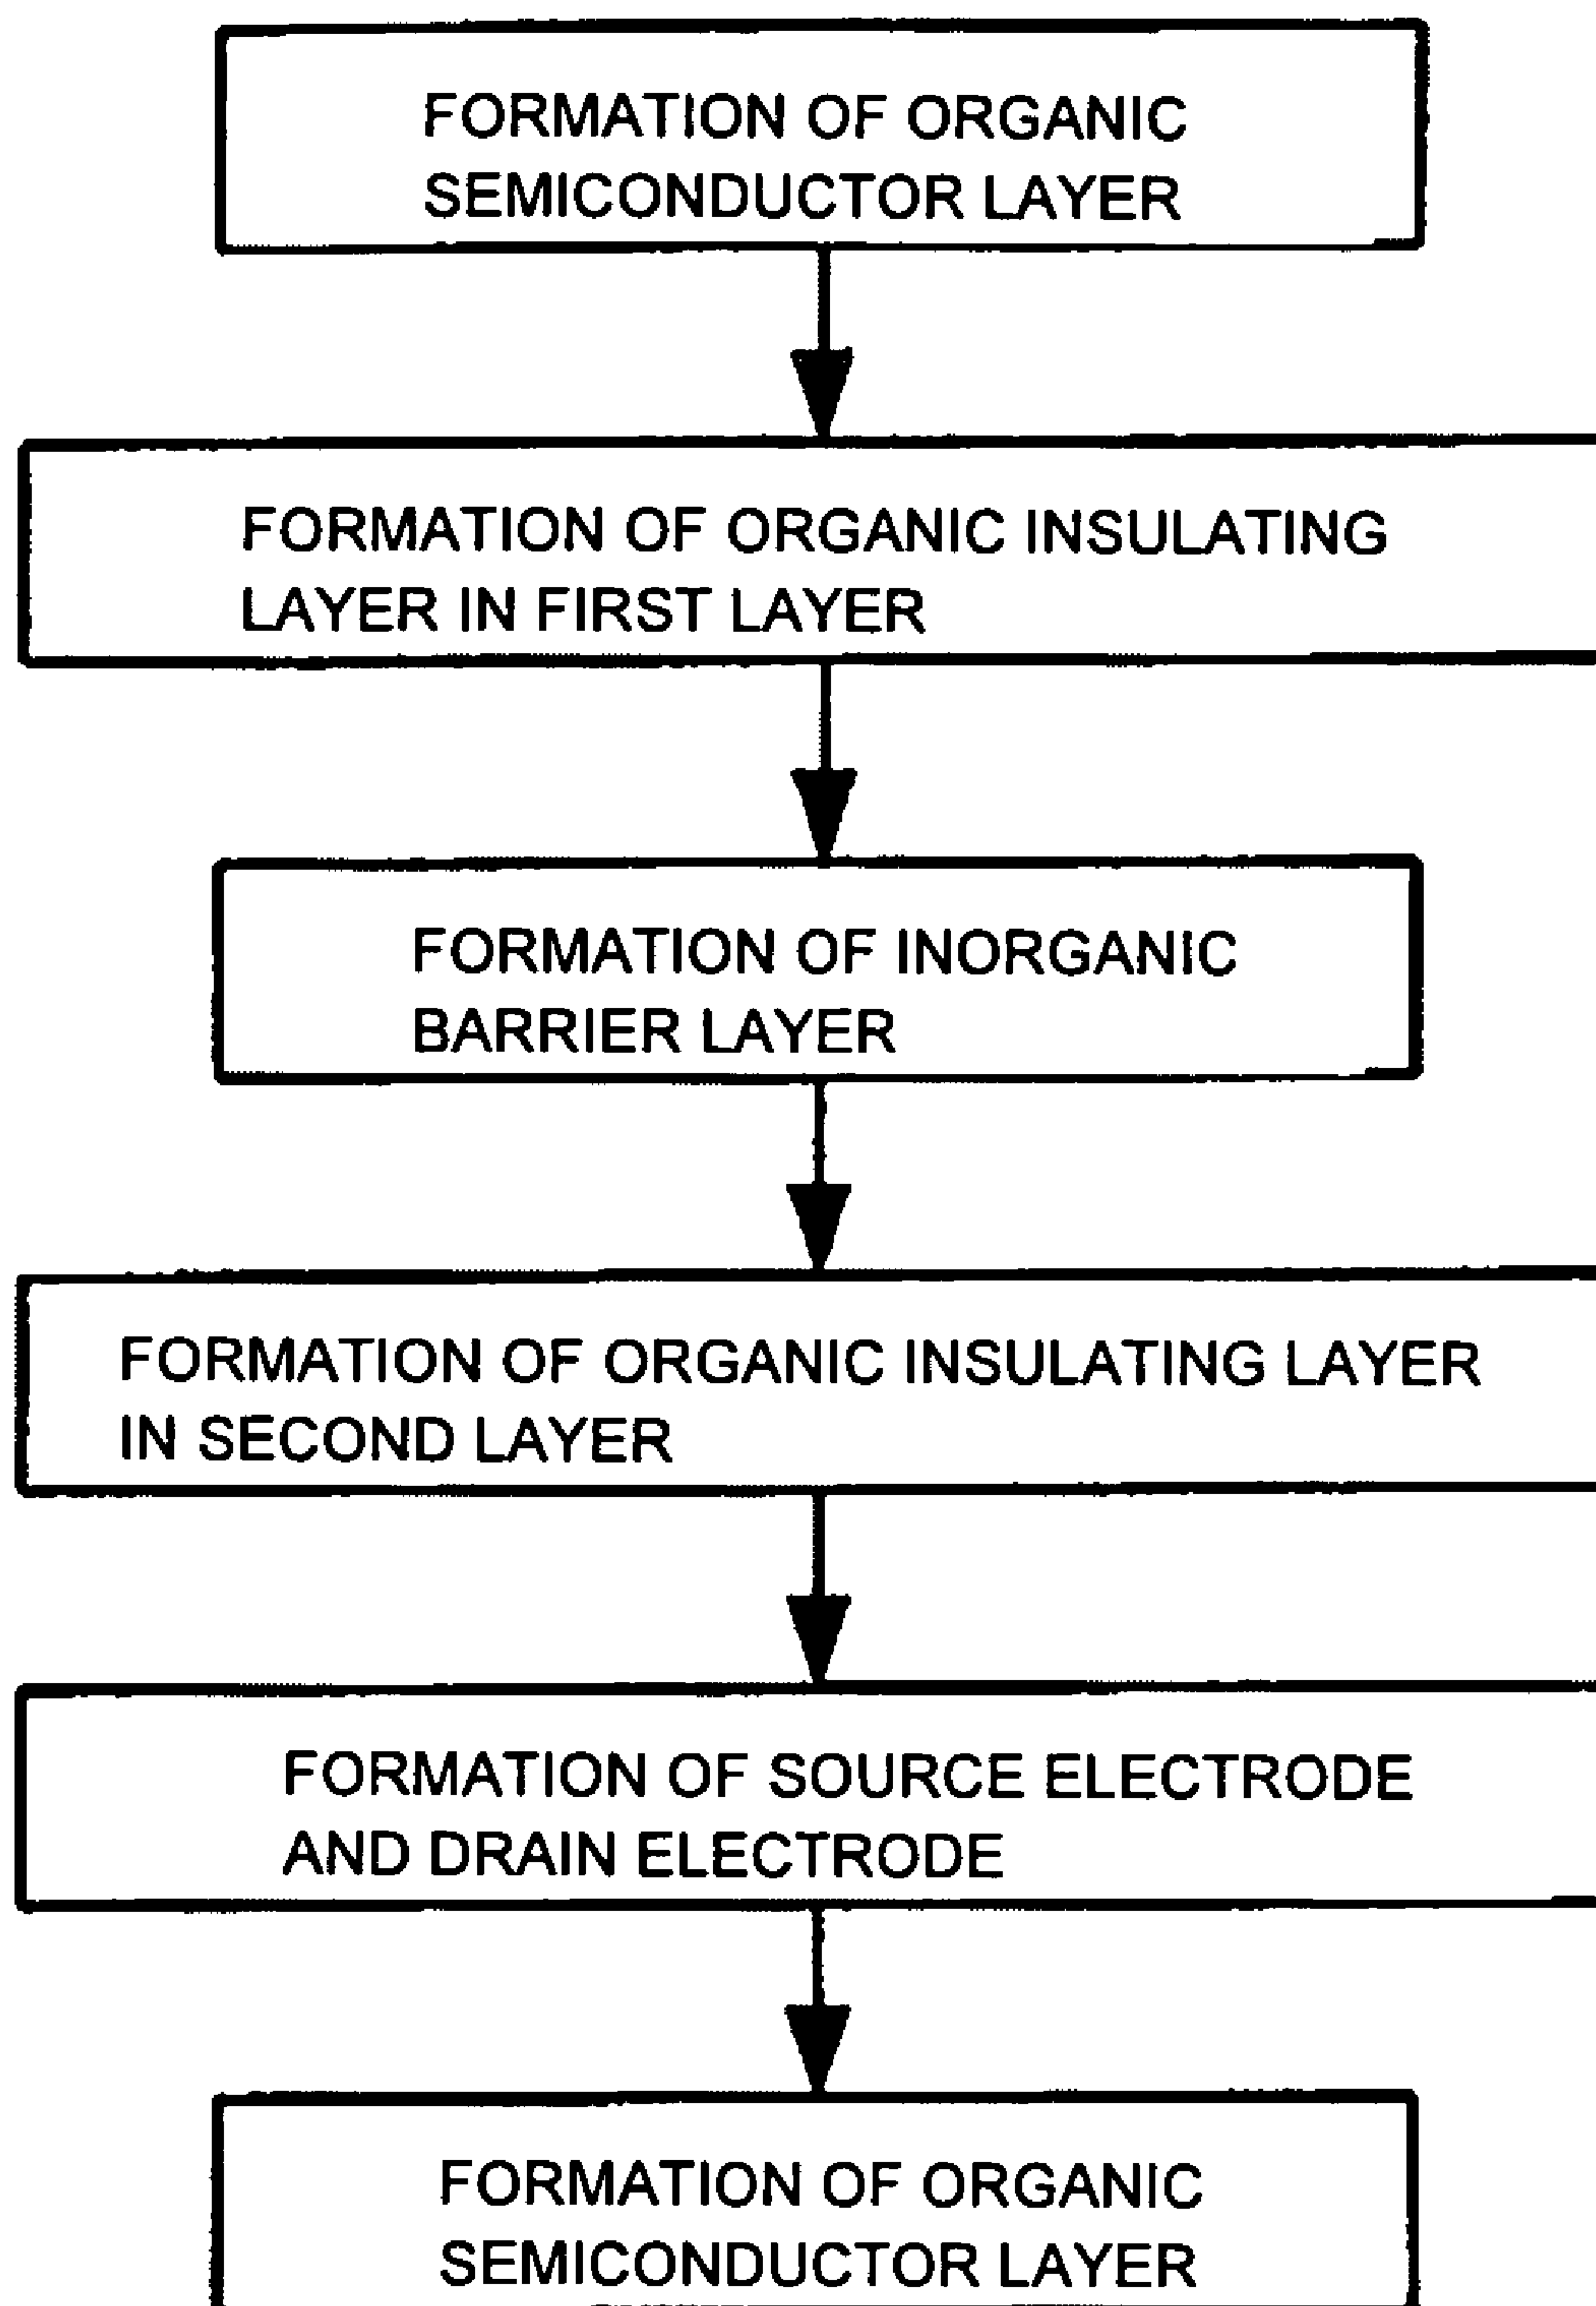 FORMATION OF ORGANIC
SEMICONDUCTOR LAYER
FORMATION OF ORGANIC INSULATING
LAYER IN FIRST LAYER
FORMATION OF INORGANIC
BARRIER LAYER
FORMATION OF ORGANIC INSULATING LAYER
IN SECOND LAYER
FORMATION OF SOURCE ELECTRODE
AND DRAIN ELECTRODE
FORMATION OF ORGANIC
SEMICONDUCTOR LAYER